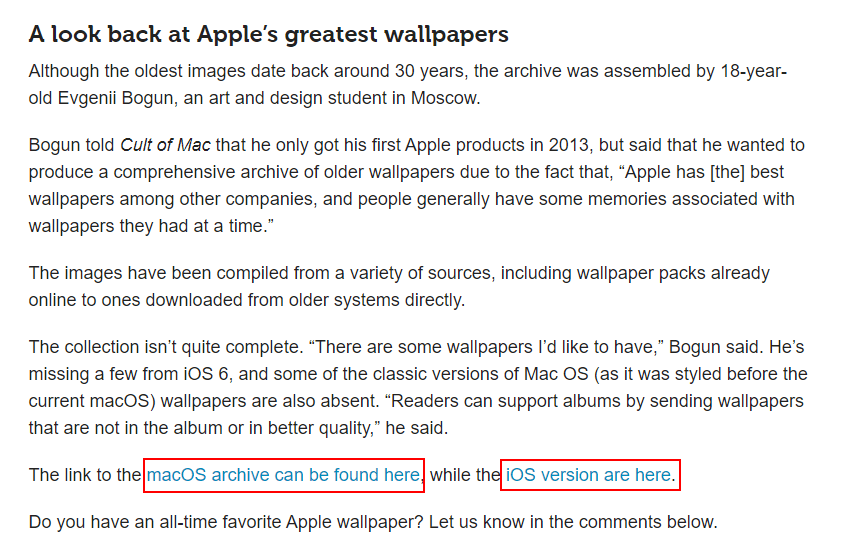 A look back at Apple’s greatest wallpapers
Although the oldest images date back around 30 years, the archive was assembled by 18-year-
old Evgenii Bogun, an art and design student in Moscow.
Bogun told Cult of Mac that he only got his first Apple products in 2013, but said that he wanted to
produce a comprehensive archive of older wallpapers due to the fact that, “Apple has [the] best
wallpapers among other companies, and people generally have some memories associated with
wallpapers they had at a time.”
The images have been compiled from a variety of sources, including wallpaper packs already
online to ones downloaded from older systems directly.
The collection isn’t quite complete. “There are some wallpapers I’d like to have,” Bogun said. He’s
missing a few from iOS 6, and some of the classic versions of Mac OS (as it was styled before the
current macOS) wallpapers are also absent. “Readers can support albums by sending wallpapers
that are not in the album or in better quality,” he said.
The link to the macOS archive can be found here, while the iOS version are here.
Do you have an all-time favorite Apple wallpaper? Let us know in the comments below.